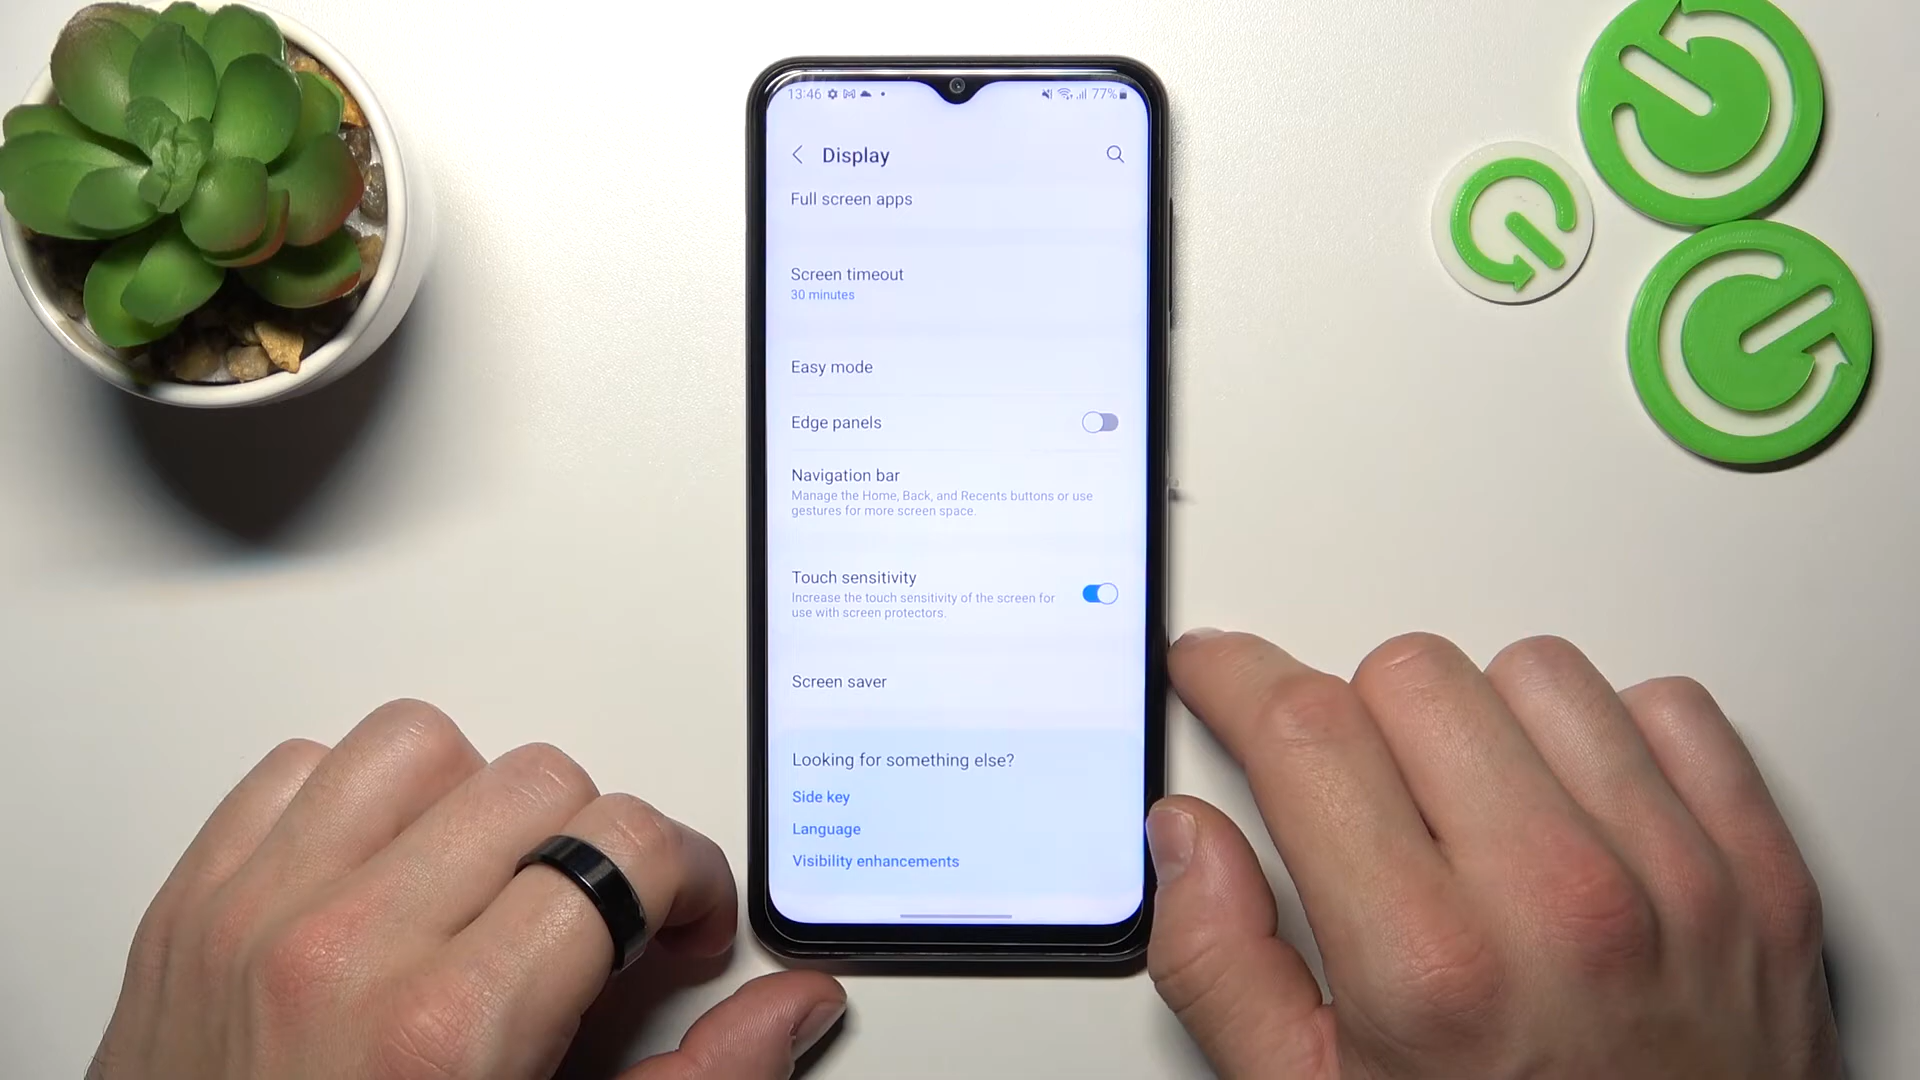 13:46 77%
Display
Full screen apps
Screen timeout
30 minutes
Easy mode
Edge panels
Navigation bar
Manage the Home, Back, and Recents buttons or use
gestures for more screen space.
Touch sensitivity
Increase the touch sensitivity of the screen for
use with screen protectors.
Screen saver
Looking for something else?
Side key
Language
Visibility enhancements